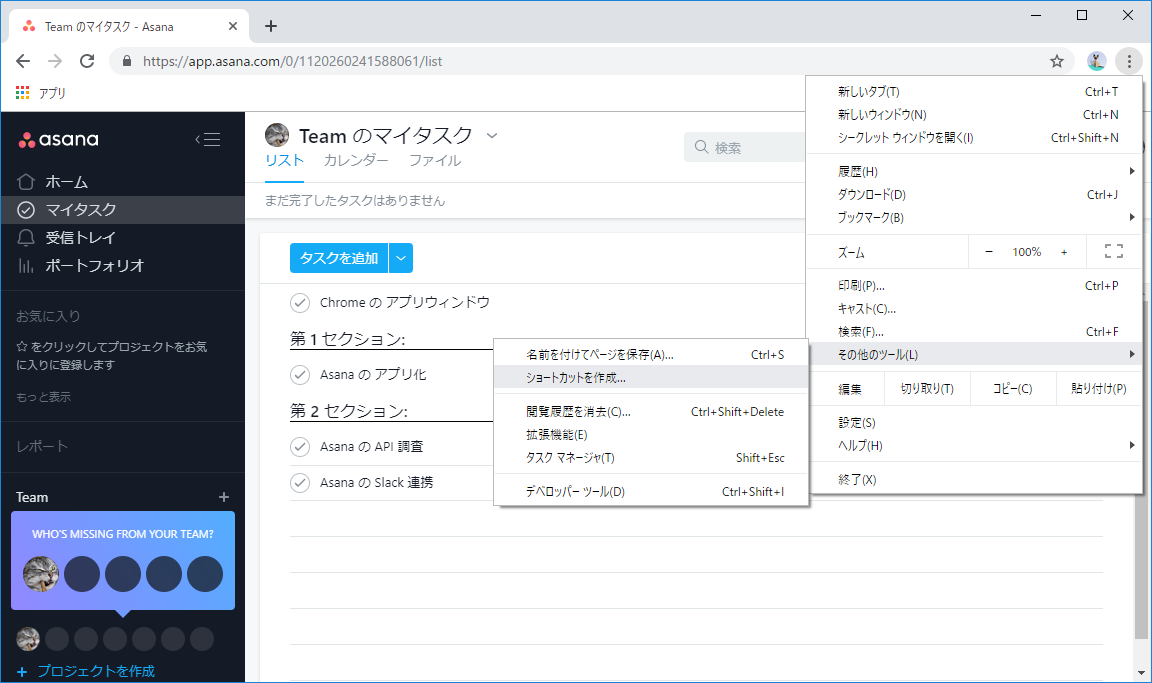 Team のマイタスク - Asana
https://app.asana.com/0/1120260241588061/list
アプリ
asana
ホーム
マイタスク
受信トレイ
ポートフォリオ
お気に入り
☆ をクリックしてプロジェクトをお気
に入りに登録します
もっと表示
レポート
Team
WHO'S MISSING FROM YOUR TEAM?
+ プロジェクトを作成
Team のマイタスク
リスト カレンダー ファイル
検索
まだ完了したタスクはありません
タスクを追加
Chrome の アプリウィンドウ
第 1 セクション:
Asana の アプリ化
第 2 セクション:
Asana の API 調査
Asana の Slack 連携
新しいタブ(T) Ctrl+T
新しいウィンドウ(N) Ctrl+N
シークレット ウィンドウを開く(I) Ctrl+Shift+N
履歴(H)
ダウンロード(D) Ctrl+J
ブックマーク(B)
ズーム − 100% +
印刷(P)... Ctrl+P
キャスト(C)...
検索(F)... Ctrl+F
その他のツール(L)
編集 切り取り(T) コピー(C) 貼り付け(P)
設定(S)
ヘルプ(H)
終了(X)
名前を付けてページを保存(A)... Ctrl+S
ショートカットを作成...
閲覧履歴を消去(C)... Ctrl+Shift+Delete
拡張機能(E)
タスク マネージャ(T) Shift+Esc
デベロッパー ツール(D) Ctrl+Shift+I